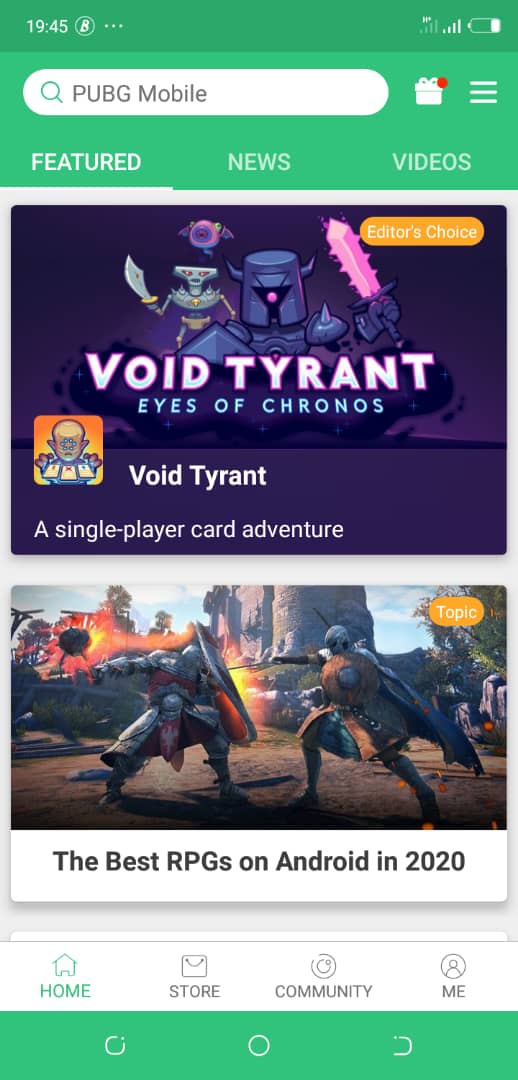 19:45
PUBG Mobile
FEATURED
NEWS
VIDEOS
Editor's Choice
VOID TYRANT
EYES OF CHRONOS
Void Tyrant
A single-player card adventure
Topic
The Best RPGs on Android in 2020
HOME
STORE
COMMUNITY
ME